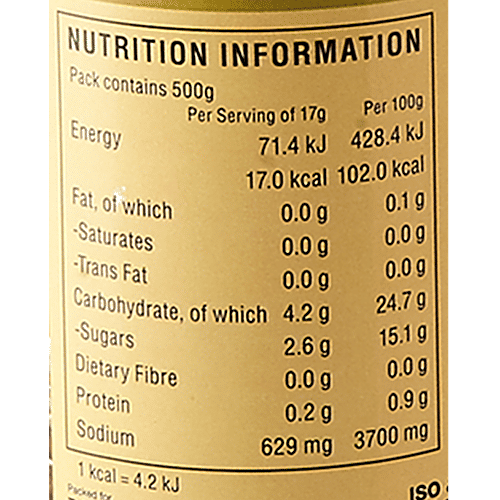 NUTRITION INFORMATION
Pack contains 500g
Per Serving of 17g Per 100g
Energy 71.4 kJ 428.4 kJ
17.0 kcal 102.0 kcal
Fat, of which 0.0 g 0.1 g
-Saturates 0.0 g 0.0 g
-Trans Fat 0.0 g 0.0 g
Carbohydrate, of which 4.2 g 24.7 g
-Sugars 2.6 g 15.1 g
Dietary Fibre 0.0 g 0.0 g
Protein 0.2 g 0.9 g
Sodium 629 mg 3700 mg
1 kcal = 4.2 kJ
Packed for ISO